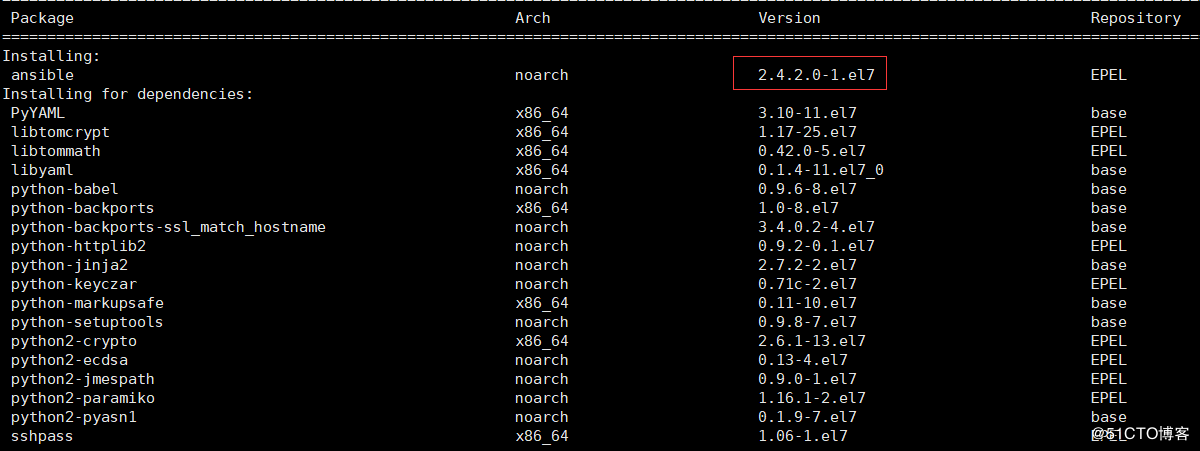 Package Arch Version Repository
================================================================================
Installing:
ansible noarch 2.4.2.0-1.el7 EPEL
Installing for dependencies:
PyYAML x86_64 3.10-11.el7 base
libtomcrypt x86_64 1.17-25.el7 EPEL
libtommath x86_64 0.42.0-5.el7 EPEL
libyaml x86_64 0.1.4-11.el7_0 base
python-babel noarch 0.9.6-8.el7 base
python-backports x86_64 1.0-8.el7 base
python-backports-ssl_match_hostname noarch 3.4.0.2-4.el7 base
python-httplib2 noarch 0.9.2-0.1.el7 EPEL
python-jinja2 noarch 2.7.2-2.el7 base
python-keyczar noarch 0.71c-2.el7 EPEL
python-markupsafe x86_64 0.11-10.el7 base
python-setuptools noarch 0.9.8-7.el7 base
python2-crypto x86_64 2.6.1-13.el7 EPEL
python2-ecdsa noarch 0.13-4.el7 EPEL
python2-jmespath noarch 0.9.0-1.el7 EPEL
python2-paramiko noarch 1.16.1-2.el7 EPEL
python2-pyasn1 noarch 0.1.9-7.el7 base
sshpass x86_64 1.06-1.el7 EPEL
@51CTO博客